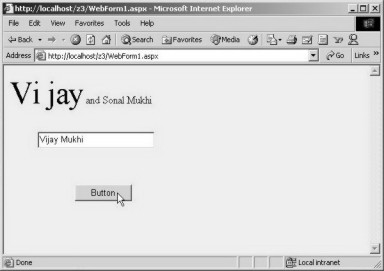 http://localhost/z3/WebForm1.aspx - Microsoft Internet Explorer
File Edit View Favorites Tools Help
Back Search Favorites Media
Address http://localhost/z3/WebForm1.aspx Go Links »
Vi jay and Sonal Mukhi
Vijay Mukhi
Button
Done Local intranet